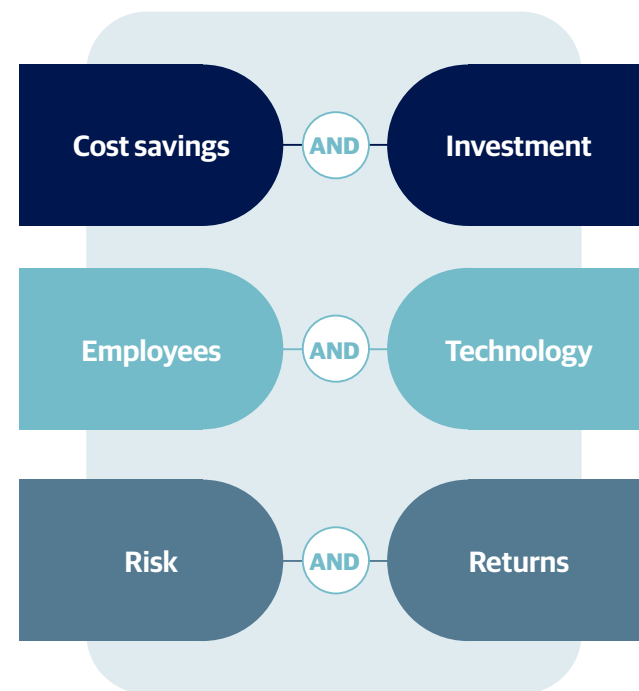 Cost savings AND Investment
Employees AND Technology
Risk AND Returns